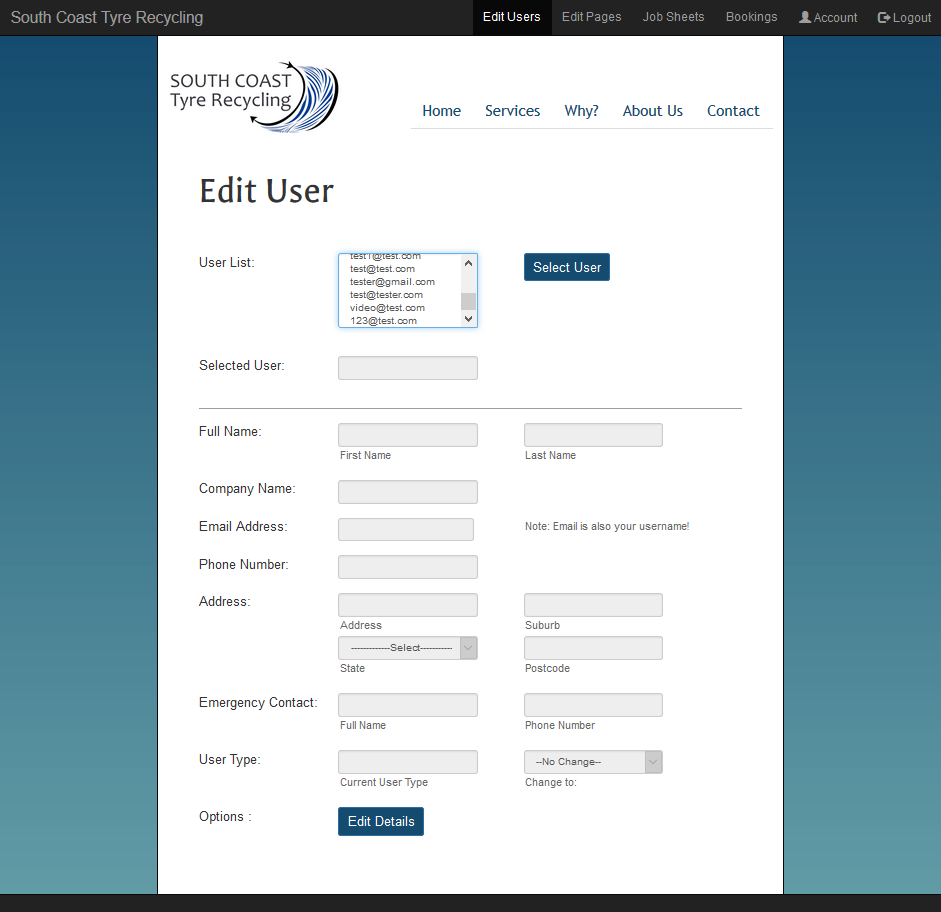 South Coast Tyre Recycling Edit Users Edit Pages Job Sheets Bookings Account Logout
SOUTH COAST
Tyre Recycling
Home Services Why? About Us Contact
Edit User
User List: Select User
test1@test.com
test@test.com
tester@gmail.com
test@tester.com
video@test.com
123@test.com
Selected User:
Full Name:
First Name Last Name
Company Name:
Email Address: Note: Email is also your username!
Phone Number:
Address:
Address Suburb
-------------Select-----------
State Postcode
Emergency Contact:
Full Name Phone Number
User Type: --No Change--
Current User Type Change to:
Options : Edit Details